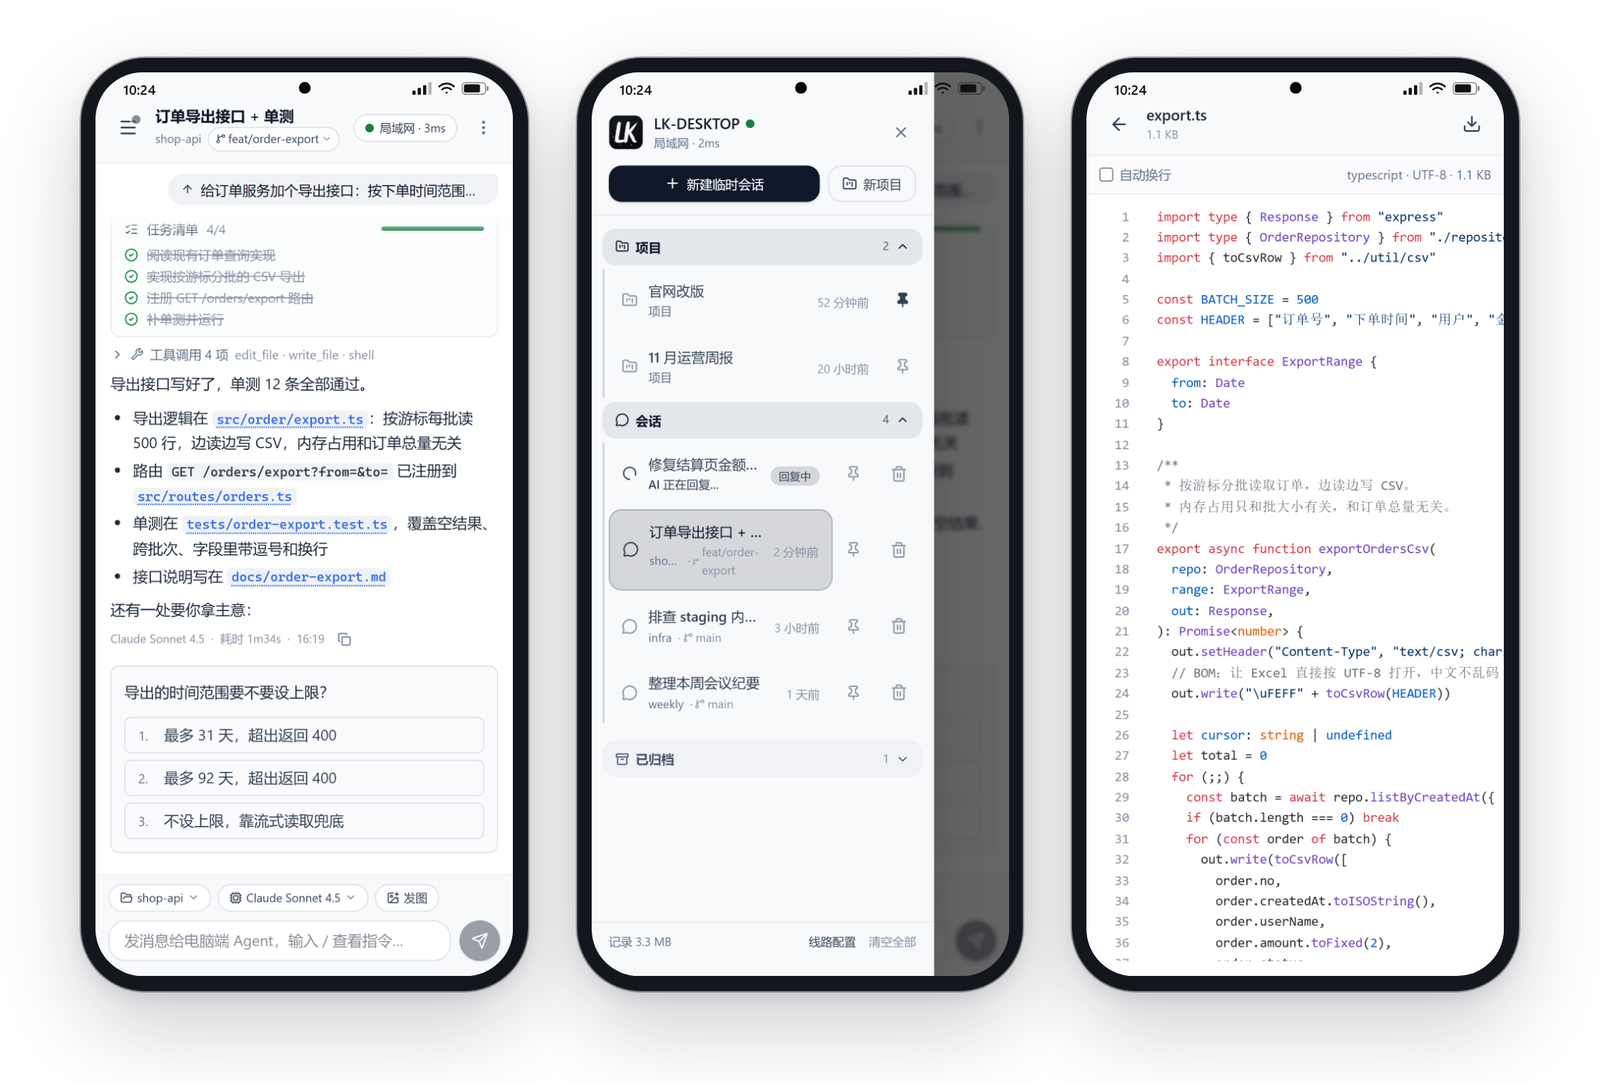 10:24
订单导出接口 + 单测
shop-api
feat/order-export
局域网 · 3ms
给订单服务加个导出接口：按下单时间范围...
任务清单 4/4
阅读现有订单查询实现
实现按游标分批的 CSV 导出
注册 GET /orders/export 路由
补单测并运行
工具调用 4 项 edit_file · write_file · shell
导出接口写好了，单测 12 条全部通过。
导出逻辑在 src/order/export.ts：按游标每批读
500 行，边读边写 CSV，内存占用和订单总量无关
路由 GET /orders/export?from=&to= 已注册到
src/routes/orders.ts
单测在 tests/order-export.test.ts，覆盖空结果、
跨批次、字段里带逗号和换行
接口说明写在 docs/order-export.md
还有一处要你拿主意：
Claude Sonnet 4.5 · 耗时 1m34s · 16:19
导出的时间范围要不要设上限？
1. 最多 31 天，超出返回 400
2. 最多 92 天，超出返回 400
3. 不设上限，靠流式读取兜底
shop-api
Claude Sonnet 4.5
发图
发消息给电脑端 Agent，输入 / 查看指令...
10:24
LK
LK-DESKTOP
局域网 · 2ms
+ 新建临时会话
新项目
项目 2
官网改版
项目
52 分钟前
11 月运营周报
项目
20 小时前
会话 4
修复结算页金额...
AI 正在回复...
回复中
订单导出接口 + ...
sho... · feat/order-
export
2 分钟前
排查 staging 内...
infra · main
3 小时前
整理本周会议纪要
weekly · main
1 天前
已归档 1
记录 3.3 MB
线路配置
清空全部
10:24
export.ts
1.1 KB
自动换行
typescript · UTF-8 · 1.1 KB
1 import type { Response } from "express"
2 import type { OrderRepository } from "./reposit
3 import { toCsvRow } from "../util/csv"
4
5 const BATCH_SIZE = 500
6 const HEADER = ["订单号", "下单时间", "用户", "
7
8 export interface ExportRange {
9 from: Date
10 to: Date
11 }
12
13 /**
14 * 按游标分批读取订单，边读边写 CSV。
15 * 内存占用只和批大小有关，和订单总量无关。
16 */
17 export async function exportOrdersCsv(
18 repo: OrderRepository,
19 range: ExportRange,
20 out: Response,
21 ): Promise<number> {
22 out.setHeader("Content-Type", "text/csv; char
23 // BOM：让 Excel 直接按 UTF-8 打开，中文不乱码
24 out.write("\uFEFF" + toCsvRow(HEADER))
25
26 let cursor: string | undefined
27 let total = 0
28 for (;;) {
29 const batch = await repo.listByCreatedAt({
30 if (batch.length === 0) break
31 for (const order of batch) {
32 out.write(toCsvRow([
33 order.no,
34 order.createdAt.toISOString(),
35 order.userName,
36 order.amount.toFixed(2),